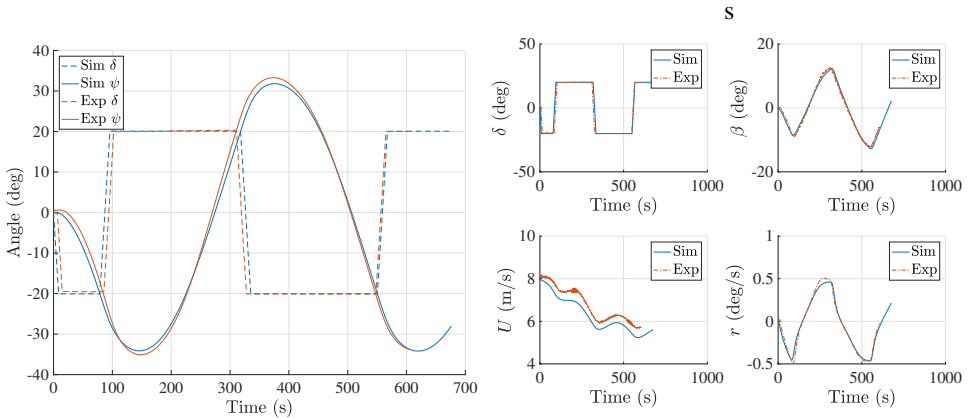 S
40
30
20
10
0
-10
-20
-30
-40
Angle (deg)
0 100 200 300 400 500 600 700
Time (s)
Sim δ
Sim ψ
Exp δ
Exp ψ
50
0
-50
δ (deg)
0 500 1000
Time (s)
Sim
Exp
20
0
-20
β (deg)
0 500 1000
Time (s)
Sim
Exp
8
6
4
U (m/s)
0 500 1000
Time (s)
Sim
Exp
1
0.5
0
-0.5
r (deg/s)
0 500 1000
Time (s)
Sim
Exp